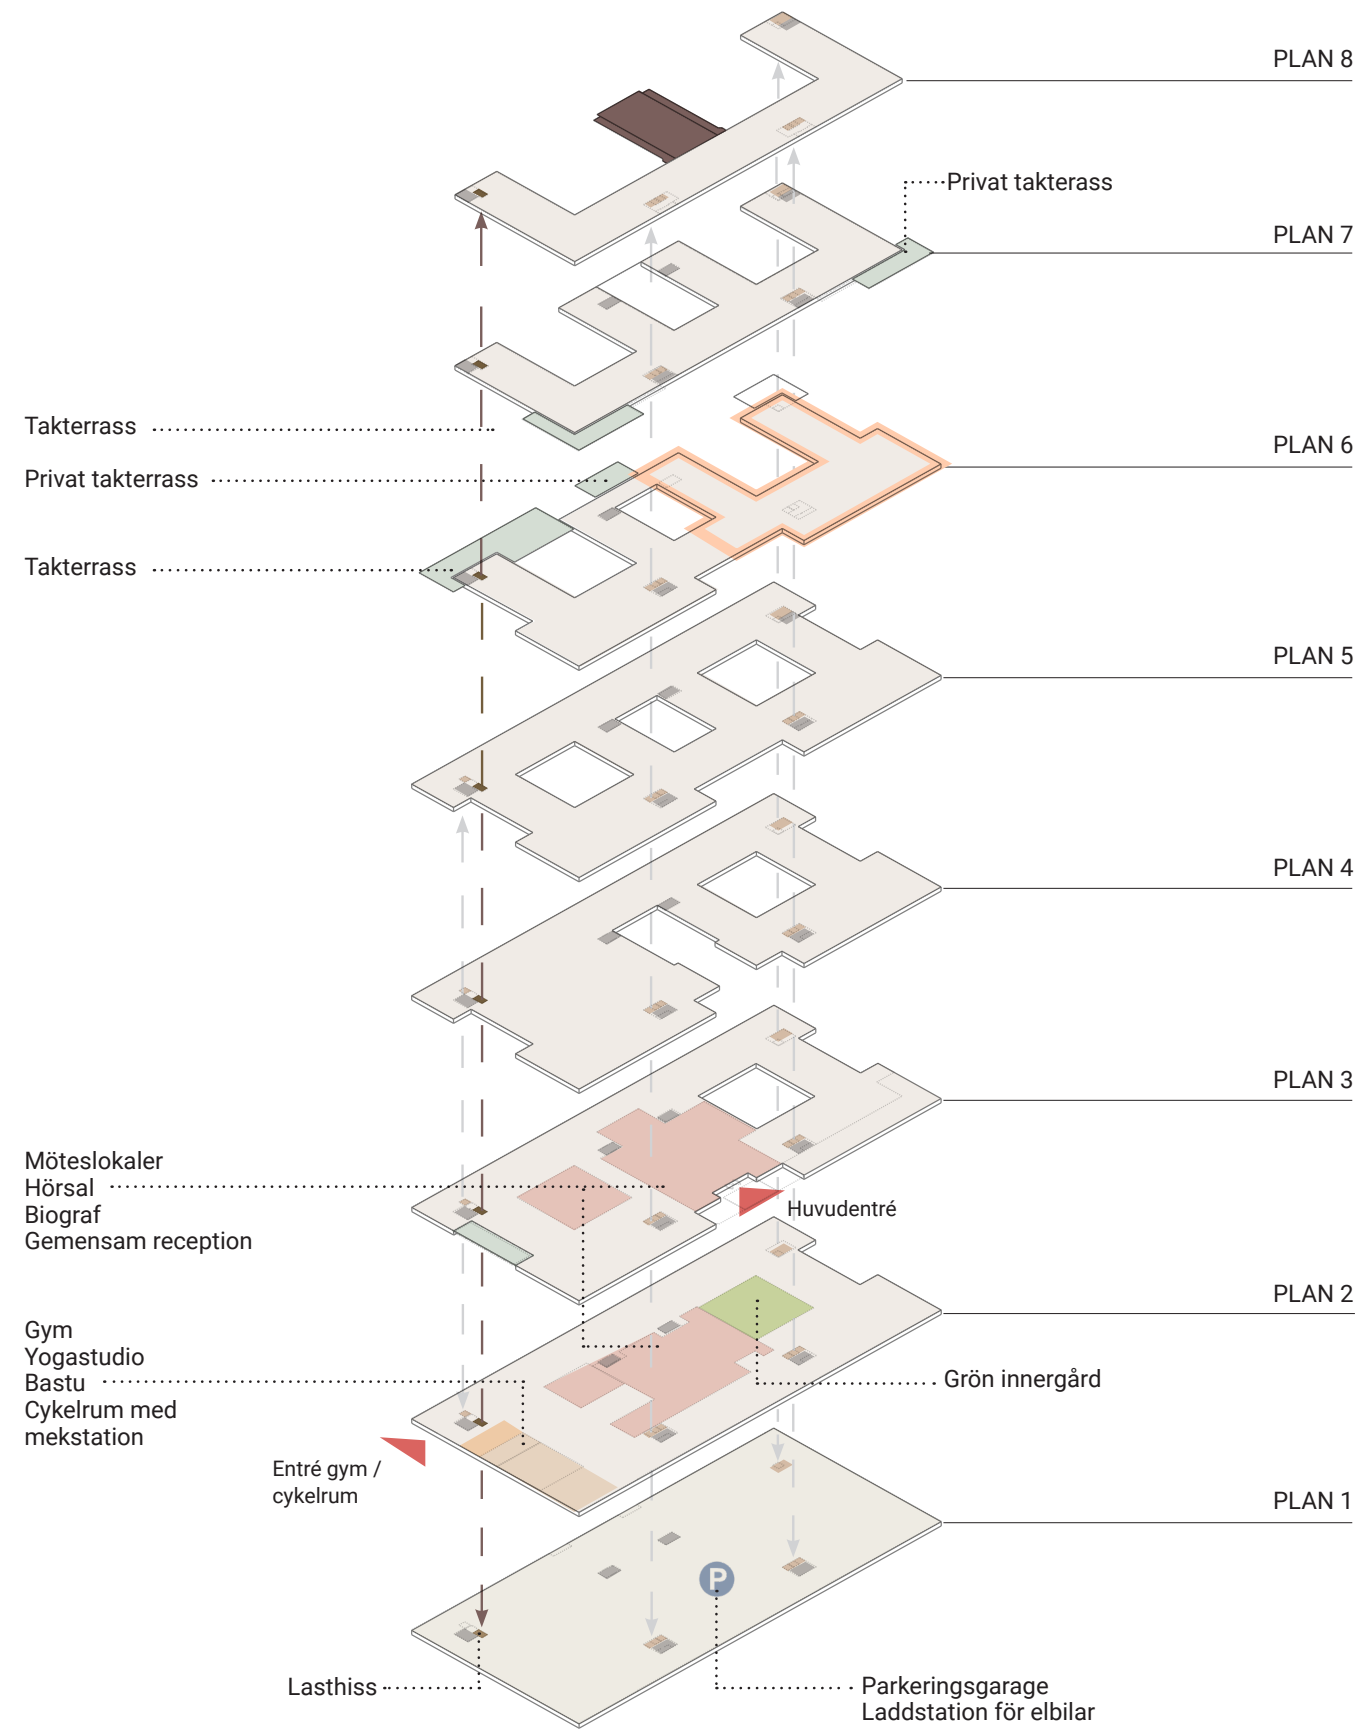 PLAN 8
Privat takterass
PLAN 7
Takterrass
PLAN 6
Privat takterrass
Takterrass
PLAN 5
PLAN 4
PLAN 3
Möteslokaler
Hörsal
Biograf
Gemensam reception
Huvudentré
PLAN 2
Gym
Yogastudio
Bastu
Cykelrum med
mekstation
Grön innergård
Entré gym /
cykelrum
PLAN 1
P
Lasthiss
Parkeringsgarage
Laddstation för elbilar